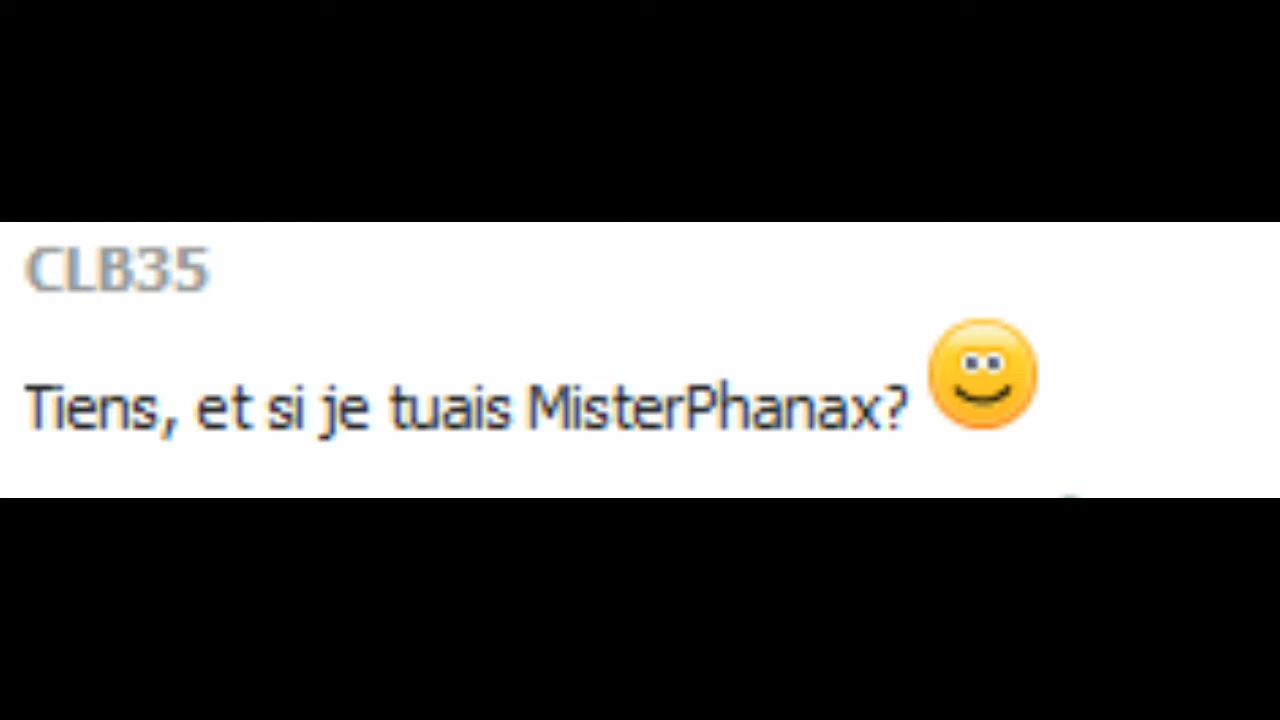 CLB35
Tiens, et si je tuais MisterPhanax? 🙂